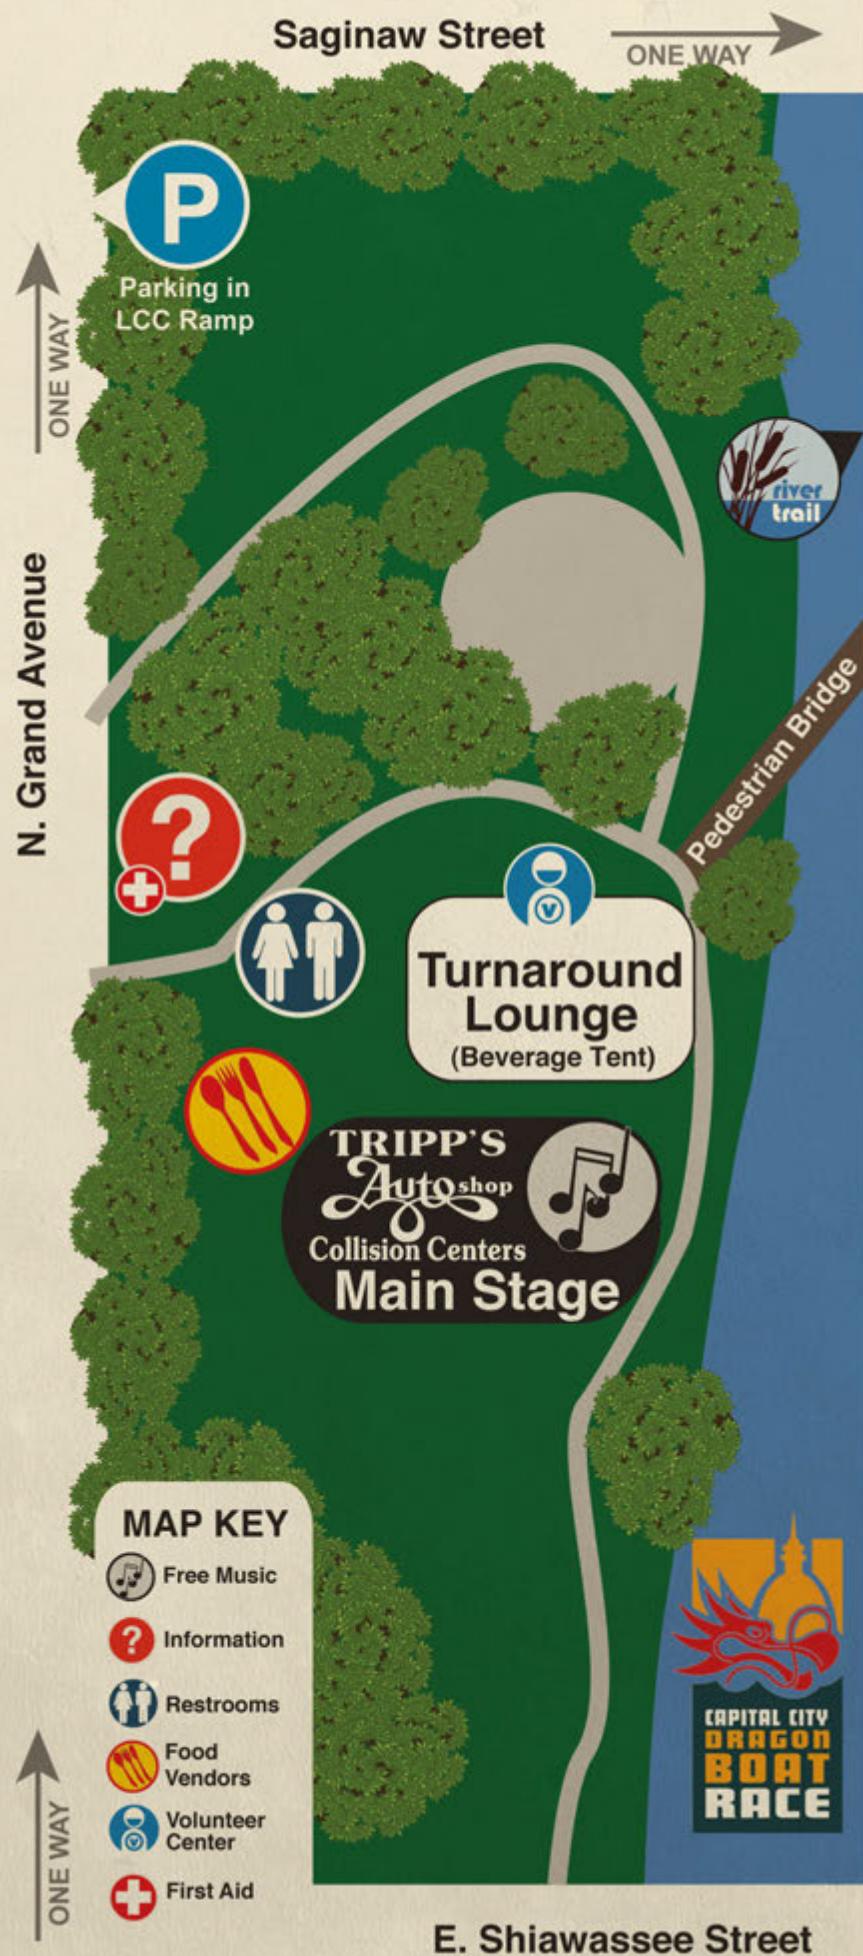 Saginaw Street
ONE WAY
P
Parking in
LCC Ramp
ONE WAY
river
trail
N. Grand Avenue
Pedestrian Bridge
?
V
Turnaround
Lounge
(Beverage Tent)
TRIPP'S
Auto shop
Collision Centers
Main Stage
MAP KEY
Free Music
?
Information
Restrooms
Food
Vendors
V
Volunteer
Center
First Aid
CAPITAL CITY
DRAGON
BOAT
RACE
ONE WAY
E. Shiawassee Street